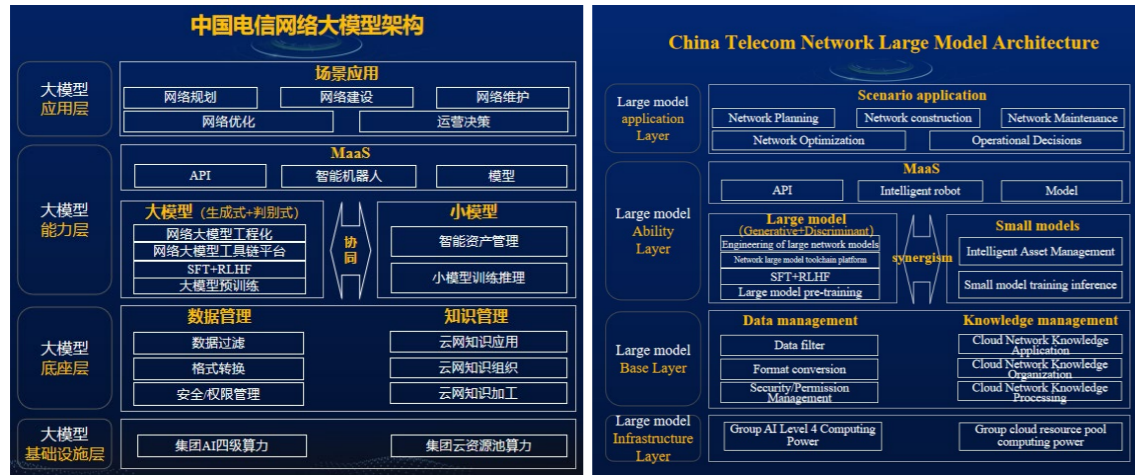 中国电信网络大模型架构
大模型
应用层
场景应用
网络规划
网络建设
网络维护
网络优化
运营决策
大模型
能力层
MaaS
API
智能机器人
模型
大模型（生成式+判别式）
网络大模型工程化
网络大模型工具链平台
SFT+RLHF
大模型预训练
协
同
小模型
智能资产管理
小模型训练推理
大模型
底座层
数据管理
数据过滤
格式转换
安全/权限管理
知识管理
云网知识应用
云网知识组织
云网知识加工
大模型
基础设施层
集团AI四级算力
集团云资源池算力
China Telecom Network Large Model Architecture
Large model
application
Layer
Scenario application
Network Planning
Network construction
Network Maintenance
Network Optimization
Operational Decisions
Large model
Ability
Layer
MaaS
API
Intelligent robot
Model
Large model
(Generative+Discriminant)
Engineering of large network models
Network large model toolchain platform
SFT+RLHF
Large model pre-training
synergism
Small models
Intelligent Asset Management
Small model training inference
Large model
Base Layer
Data management
Data filter
Format conversion
Security/Permission
Management
Knowledge management
Cloud Network Knowledge
Application
Cloud Network Knowledge
Organization
Cloud Network Knowledge
Processing
Large model
Infrastructure
Layer
Group AI Level 4 Computing
Power
Group cloud resource pool
computing power